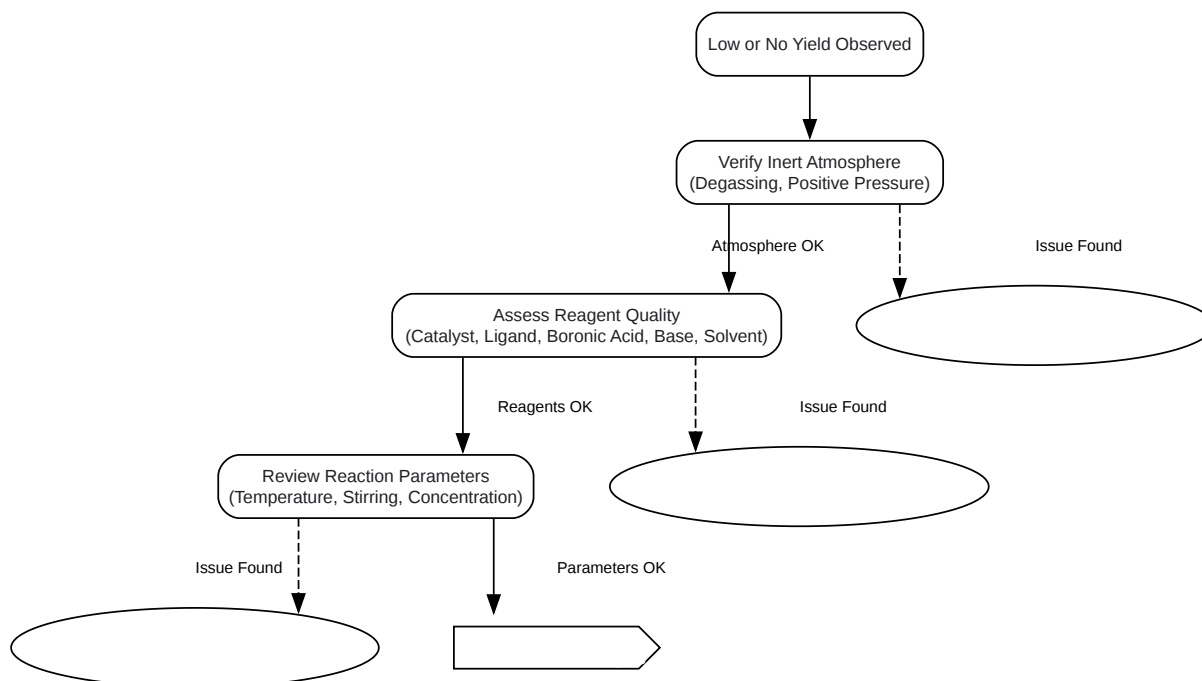 Low or No Yield Observed
Verify Inert Atmosphere
(Degassing, Positive Pressure)
Atmosphere OK
Issue Found
Assess Reagent Quality
(Catalyst, Ligand, Boronic Acid, Base, Solvent)
Reagents OK
Issue Found
Review Reaction Parameters
(Temperature, Stirring, Concentration)
Issue Found
Parameters OK